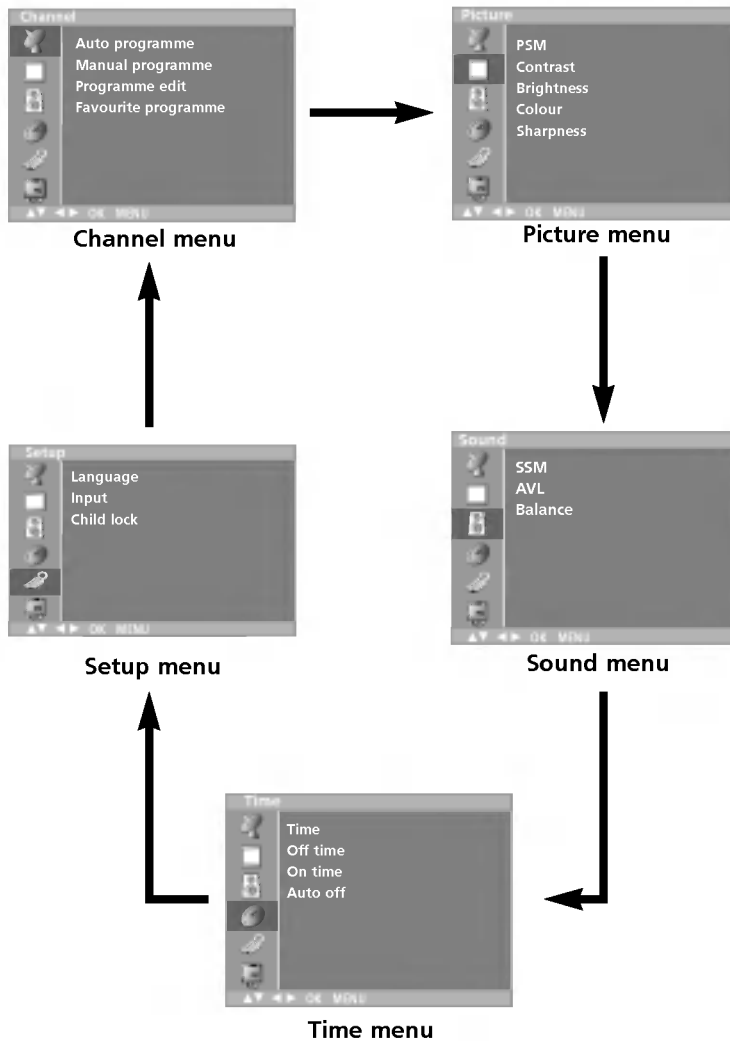 Channel
Auto programme
Manual programme
Programme edit
Favourite programme
▲▼ ◄► OK MENU
Channel menu
Picture
PSM
Contrast
Brightness
Colour
Sharpness
▲▼ ◄► OK MENU
Picture menu
Setup
Language
Input
Child lock
▲▼ ◄► OK MENU
Setup menu
Sound
SSM
AVL
Balance
▲▼ ◄► OK MENU
Sound menu
Time
Time
Off time
On time
Auto off
▲▼ ◄► OK MENU
Time menu